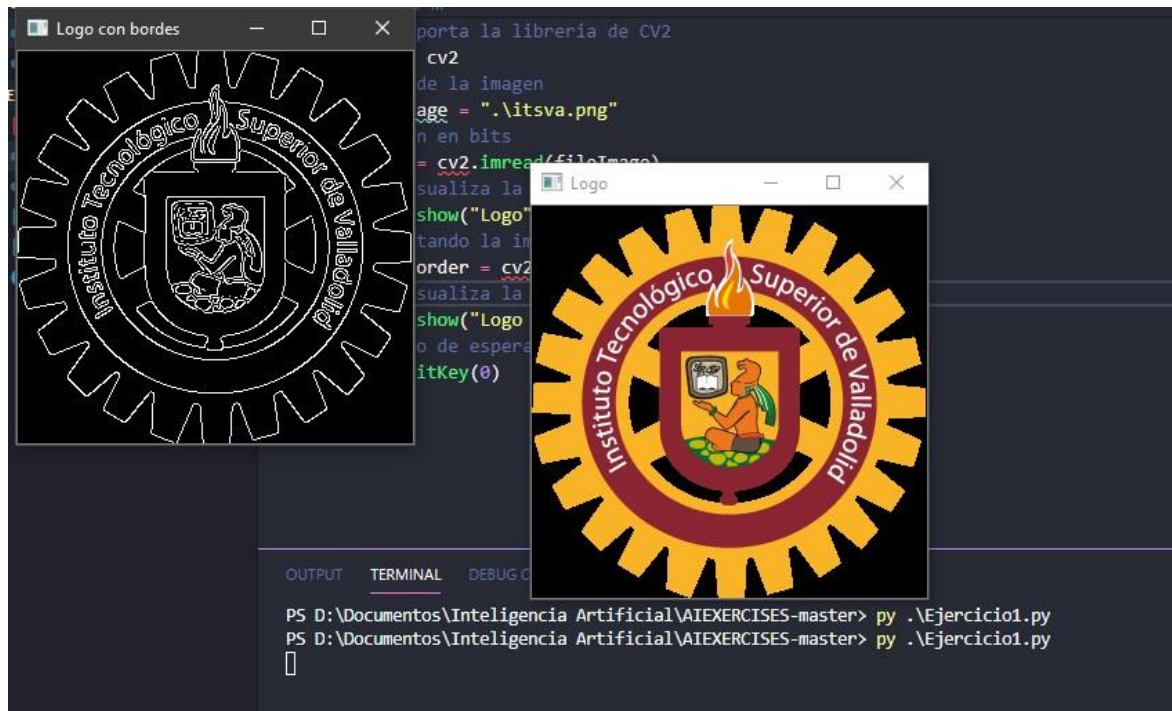 Logo con bordes
Instituto Tecnológico Superior de Valladolid
porta la libreria de CV2
cv2
de la imagen
age = ".\itsva.png"
n en bits
= cv2.imread(fileImage)
sualiza la
show("Logo"
tando la im
order = cv2
sualiza la
show("Logo
o de espera
itKey(0)
Logo
Instituto Tecnológico Superior de Valladolid
OUTPUT TERMINAL DEBUG C
PS D:\Documentos\Inteligencia Artificial\AIEXERCISES-master> py .\Ejercicio1.py
PS D:\Documentos\Inteligencia Artificial\AIEXERCISES-master> py .\Ejercicio1.py